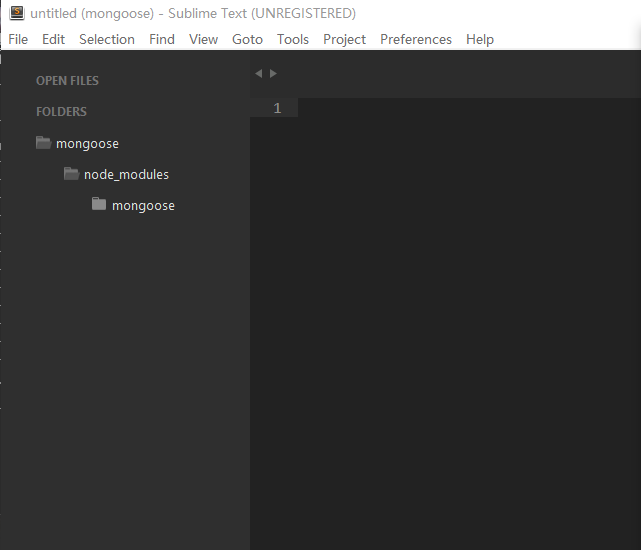 untitled (mongoose) - Sublime Text (UNREGISTERED)
File Edit Selection Find View Goto Tools Project Preferences Help
OPEN FILES
FOLDERS
1
mongoose
node_modules
mongoose